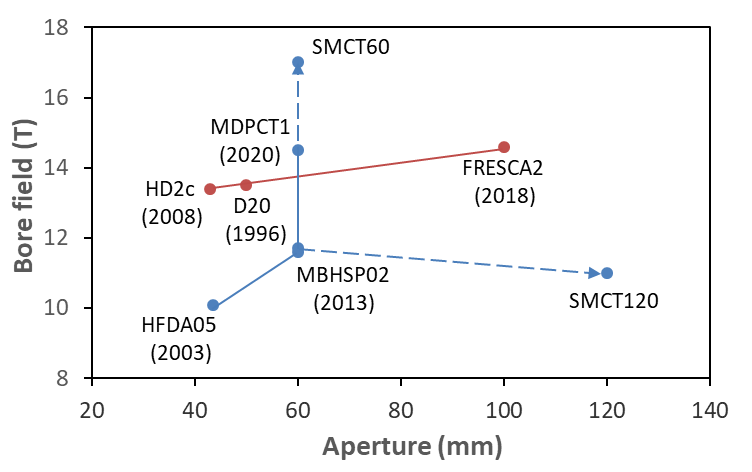 18
16
14
12
10
8
Bore field (T)
SMCT60
MDPCT1
(2020)
HD2c
(2008)
D20
(1996)
FRESCA2
(2018)
MBHSP02
(2013)
SMCT120
HFDA05
(2003)
20
40
60
80
100
120
140
Aperture (mm)